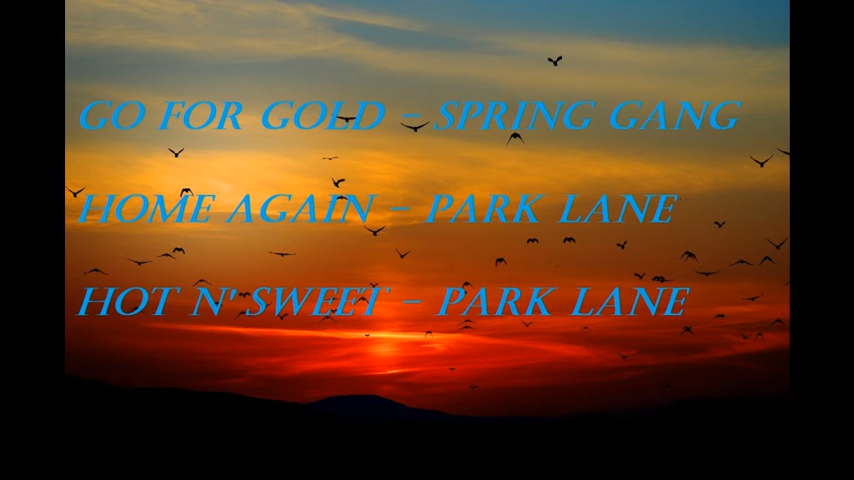 GO FOR GOLD - SPRING GANG
HOME AGAIN - PARK LANE
HOT N' SWEET - PARK LANE